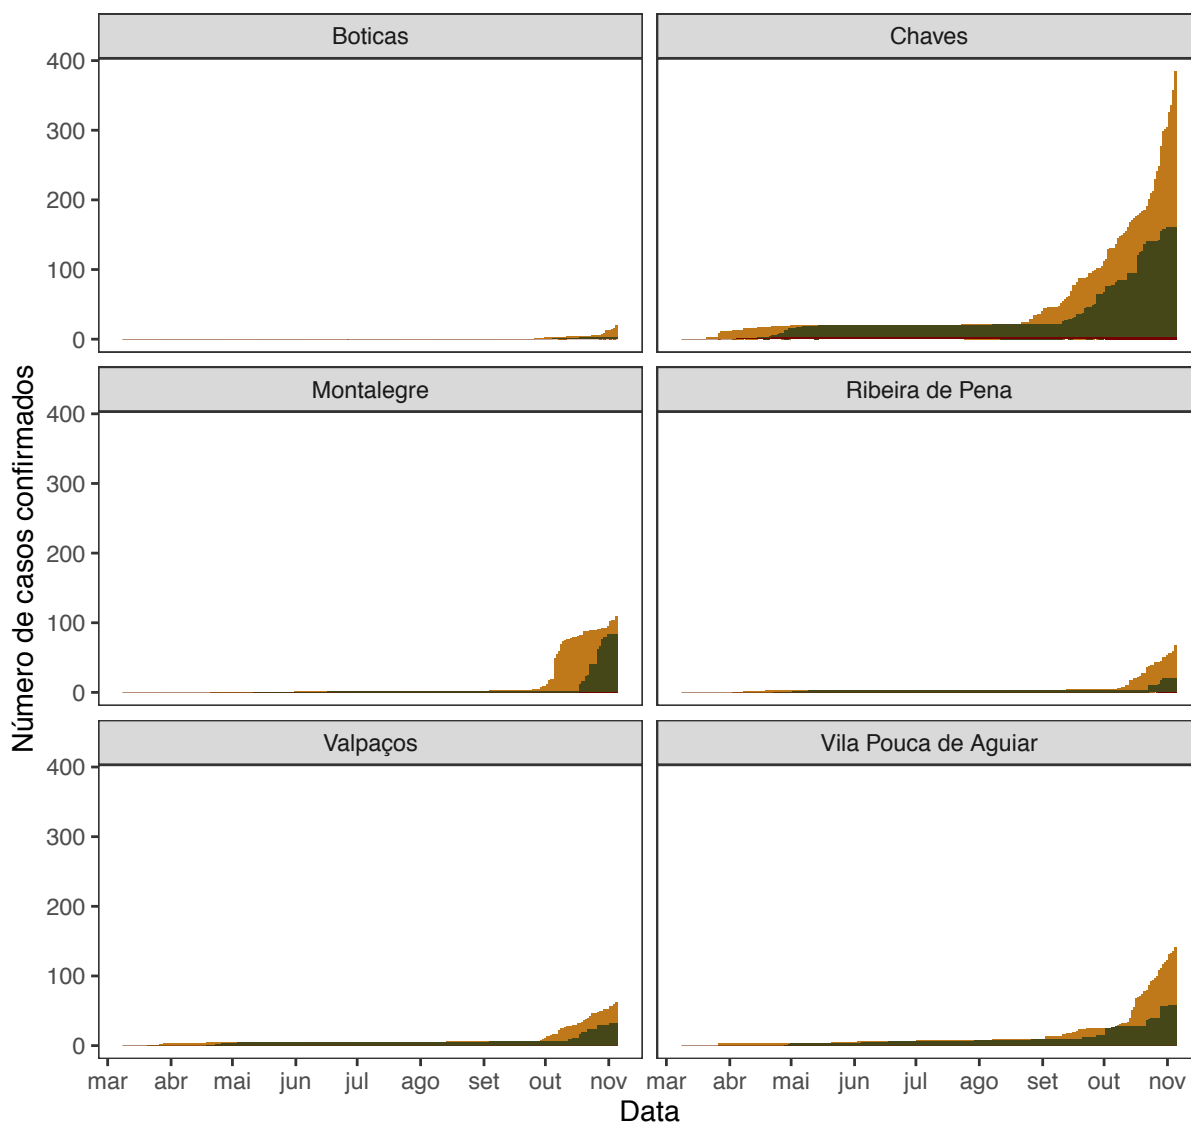 Boticas
Chaves
400
300
200
100
0
Montalegre
Ribeira de Pena
400
300
200
100
0
Valpaços
Vila Pouca de Aguiar
400
300
200
100
0
mar abr mai jun jul ago set out nov
mar abr mai jun jul ago set out nov
Data
Número de casos confirmados